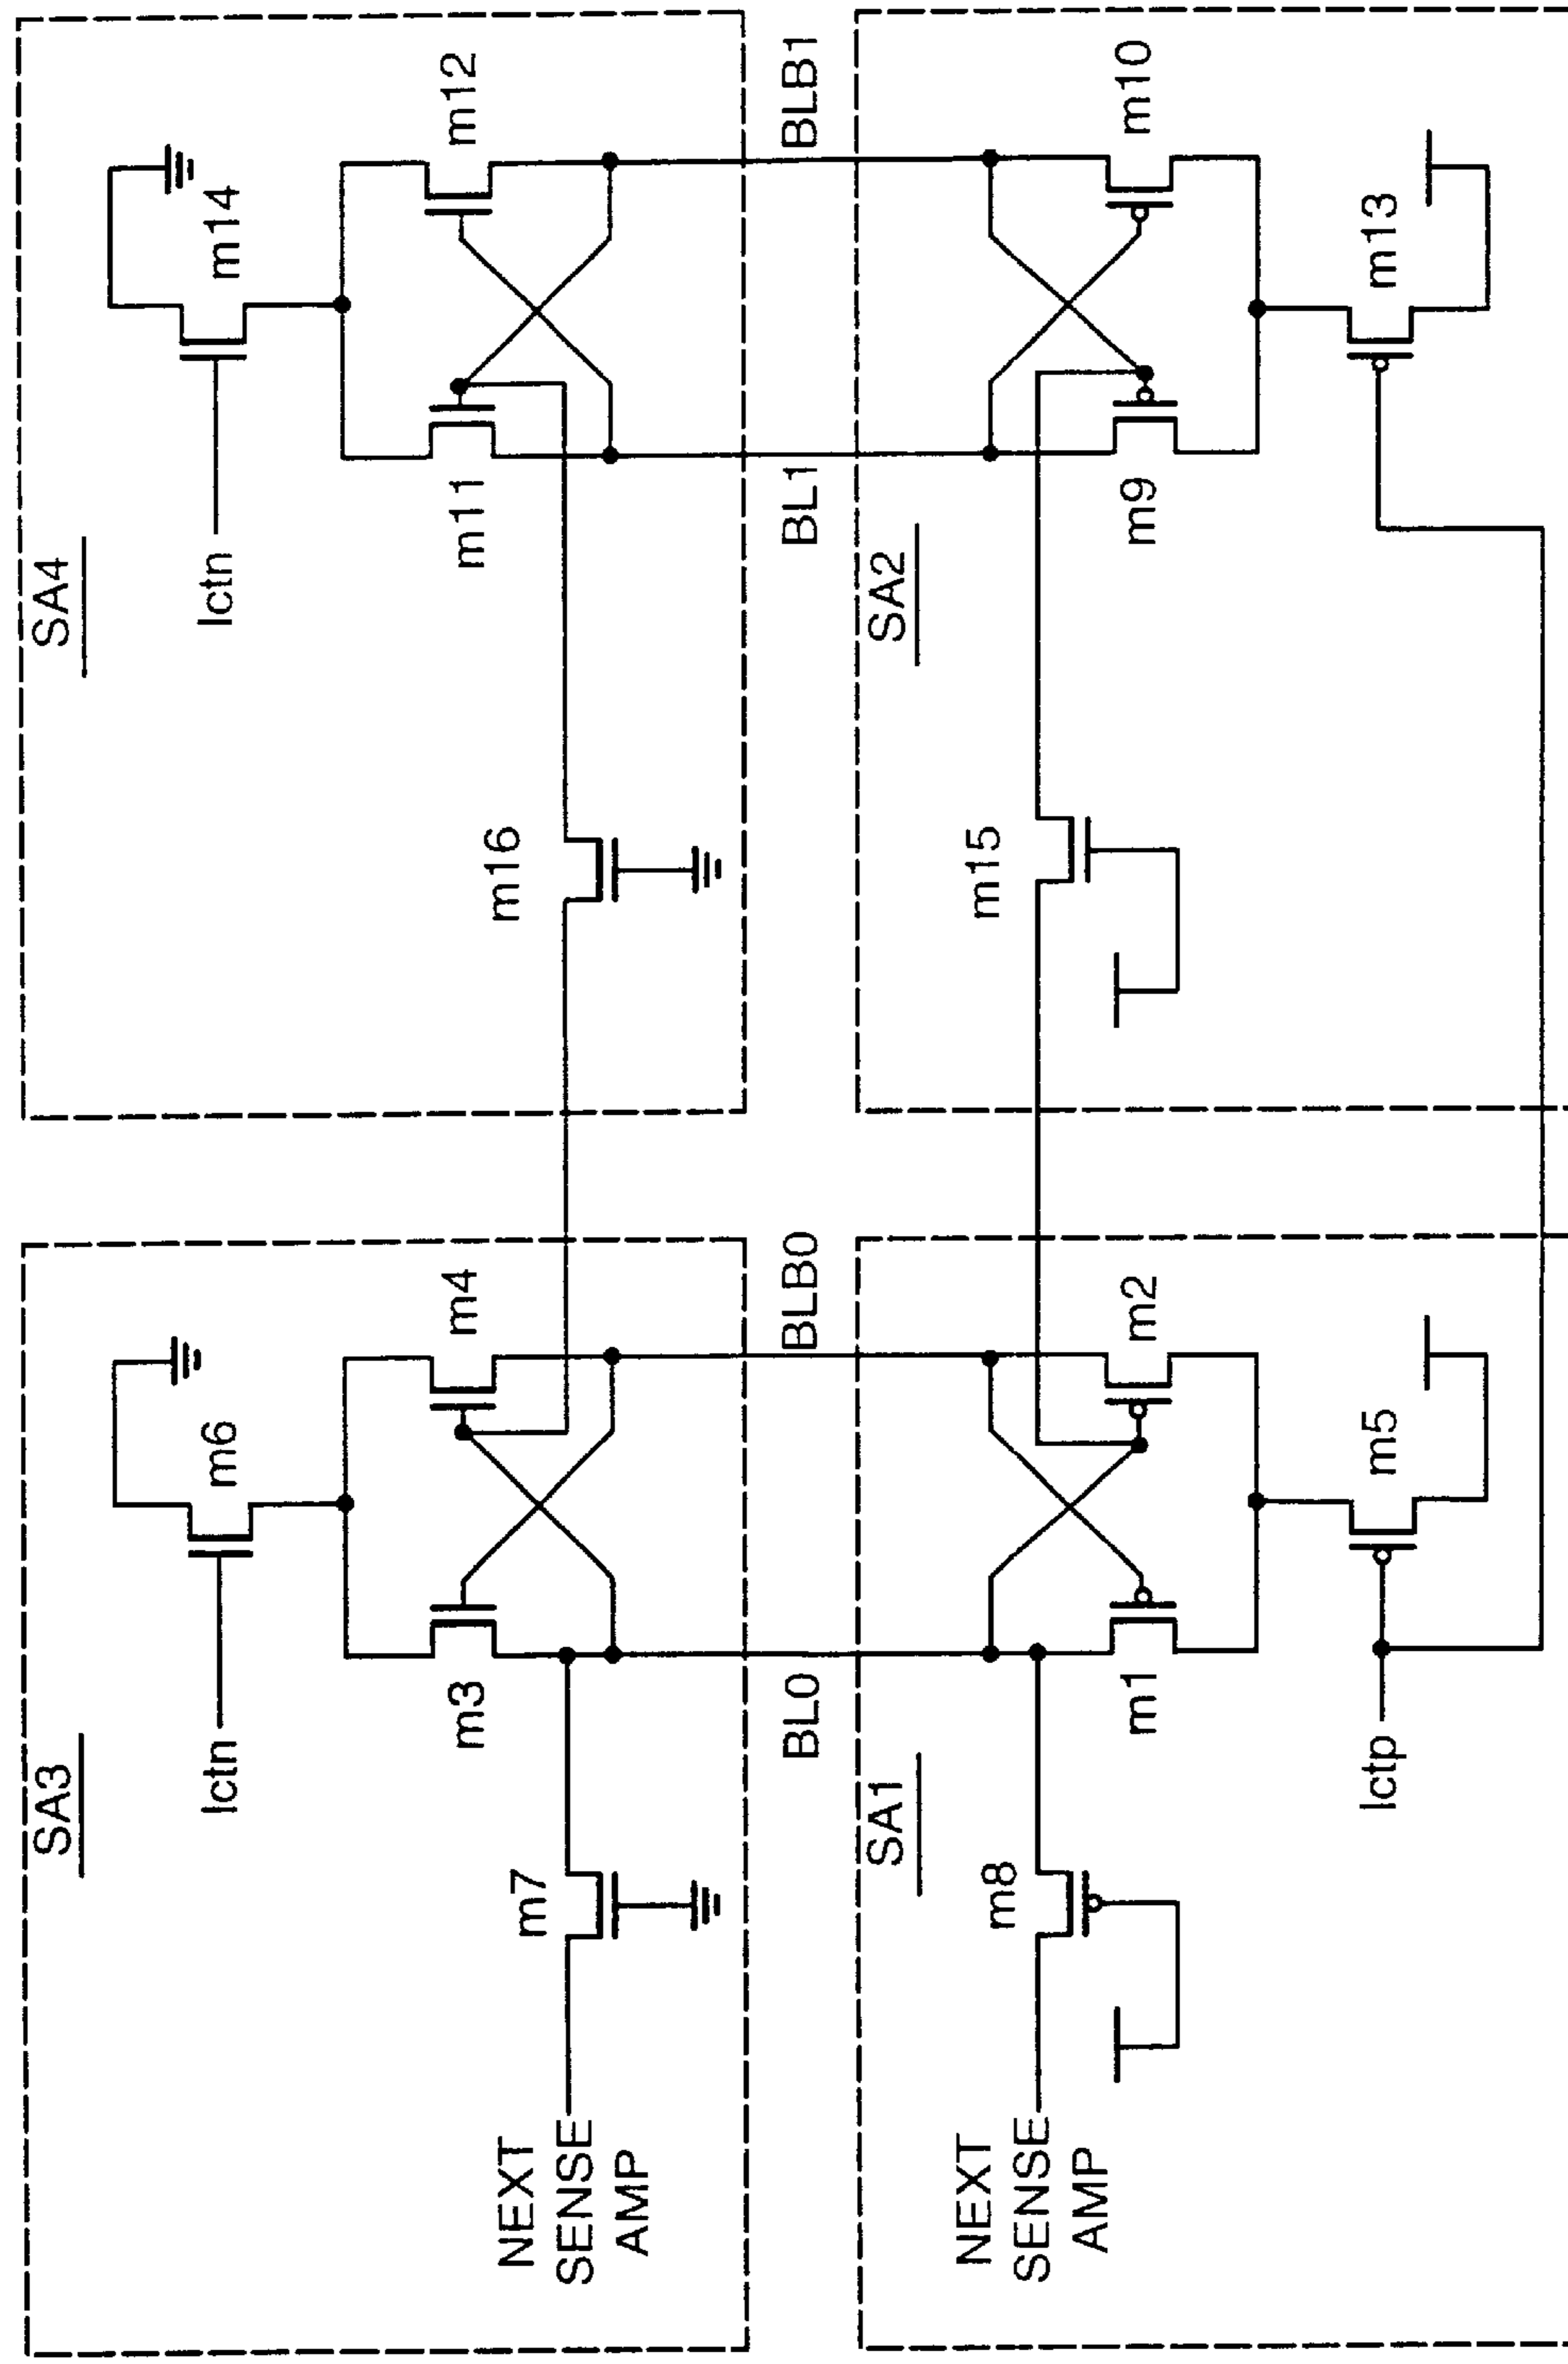 SA3
SA4
lctn
m6
lctn
m14
m3
m4
m11
m12
NEXT
SENSE
AMP
m7
m16
BL0
BLB0
BL1
BLB1
SA1
SA2
NEXT
SENSE
AMP
m8
m15
m1
m2
m9
m10
lctp
m5
m13